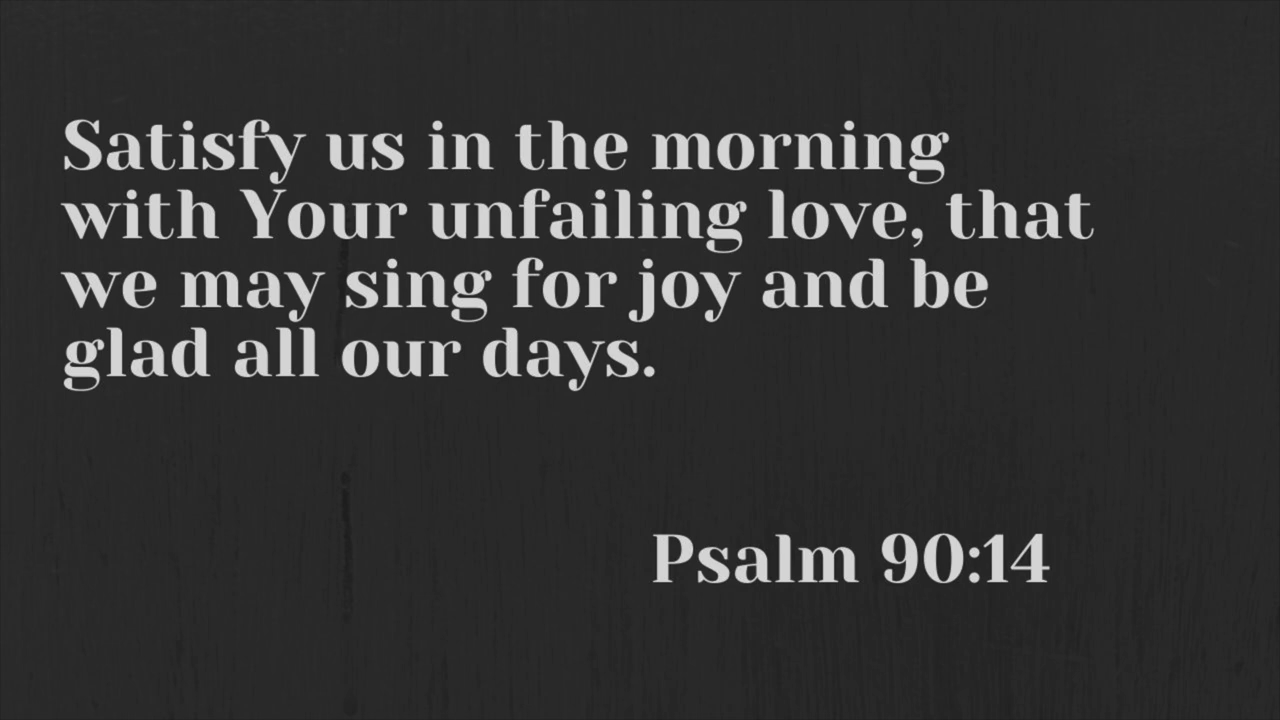 Satisfy us in the morning
with Your unfailing love, that
we may sing for joy and be
glad all our days.
Psalm 90:14